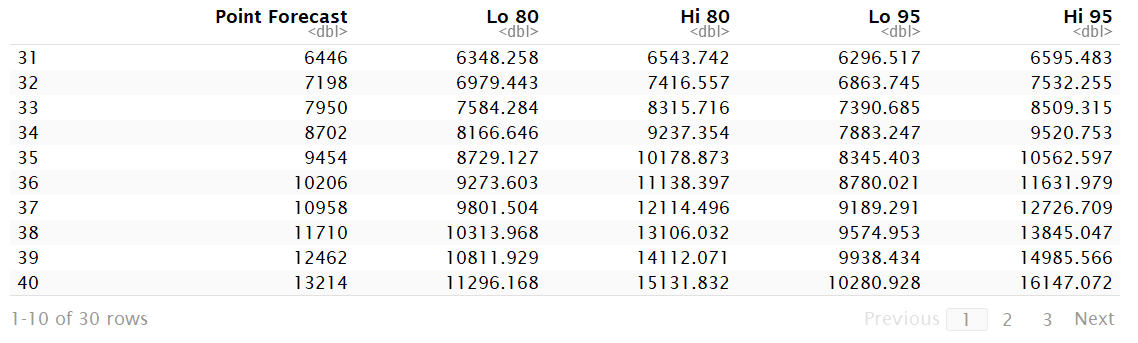 Point Forecast Lo 80 Hi 80 Lo 95 Hi 95
<dbl> <dbl> <dbl> <dbl> <dbl>
31 6446 6348.258 6543.742 6296.517 6595.483
32 7198 6979.443 7416.557 6863.745 7532.255
33 7950 7584.284 8315.716 7390.685 8509.315
34 8702 8166.646 9237.354 7883.247 9520.753
35 9454 8729.127 10178.873 8345.403 10562.597
36 10206 9273.603 11138.397 8780.021 11631.979
37 10958 9801.504 12114.496 9189.291 12726.709
38 11710 10313.968 13106.032 9574.953 13845.047
39 12462 10811.929 14112.071 9938.434 14985.566
40 13214 11296.168 15131.832 10280.928 16147.072
1-10 of 30 rows Previous 1 2 3 Next